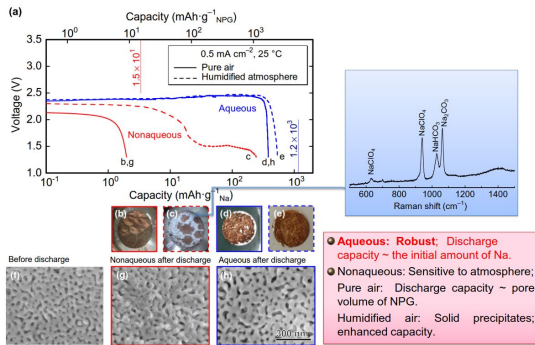 (a)
Capacity (mAh·g⁻¹NPG)
10⁰ 10¹ 10² 10³
3.5
3.0
2.5
2.0
1.5
1.0
Voltage (V)
0.5 mA cm⁻², 25 °C
Pure air
Humidified atmosphere
1.5 × 10¹
Aqueous
Nonaqueous
1.2 × 10³
b,g
c
d,h
e
10⁻¹ 10⁰ 10¹ 10² 10³ 10⁴
Capacity (mAh·g⁻¹Na)
NaClO₄
NaClO₄
NaHCO₃
Na₂CO₃
600 800 1000 1200 1400
Raman shift (cm⁻¹)
(b)
(c)
(d)
(e)
Before discharge
Nonaqueous after discharge
Aqueous after discharge
(f)
(g)
(h)
300 nm
Aqueous: Robust; Discharge
capacity ~ the initial amount of Na.
Nonaqueous: Sensitive to atmosphere;
Pure air: Discharge capacity ~ pore
volume of NPG.
Humidified air: Solid precipitates;
enhanced capacity.